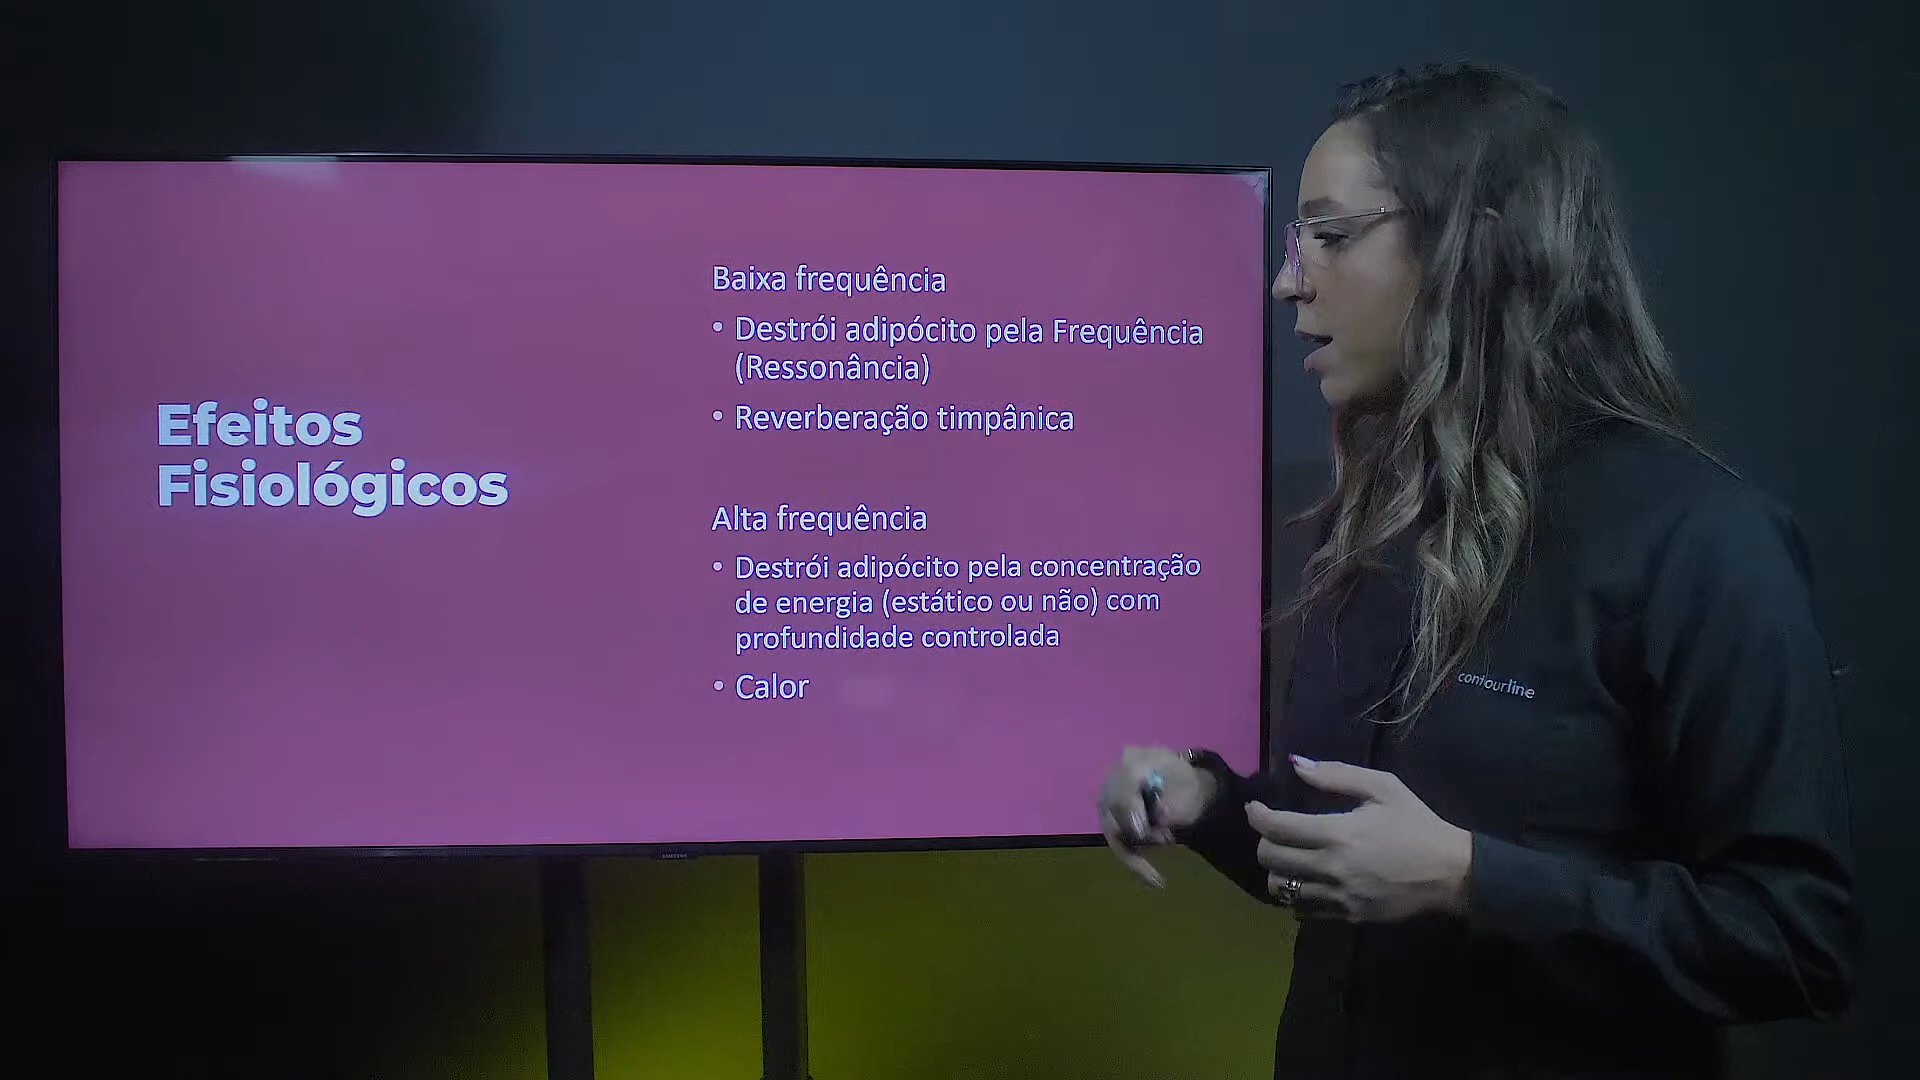 Efeitos
Fisiológicos
Baixa frequência
• Destrói adipócito pela Frequência
(Ressonância)
• Reverberação timpânica
Alta frequência
• Destrói adipócito pela concentração
de energia (estático ou não) com
profundidade controlada
• Calor
contourline
SAMSUNG